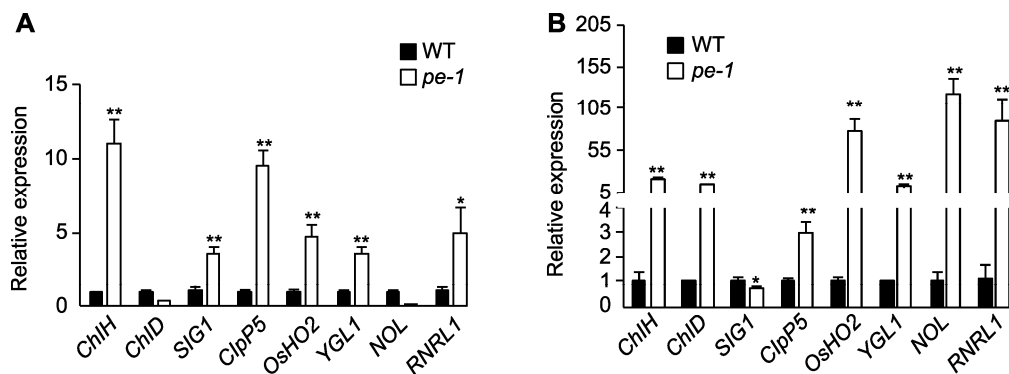 A
WT
pe-1
Relative expression
15
10
5
0
**
**
**
**
**
*
ChlH
ChlD
SIG1
ClpP5
OsHO2
YGL1
NOL
RNRL1
B
WT
pe-1
Relative expression
205
155
105
55
5
4
3
2
1
0
**
**
*
**
**
**
**
**
ChlH
ChlD
SIG1
ClpP5
OsHO2
YGL1
NOL
RNRL1